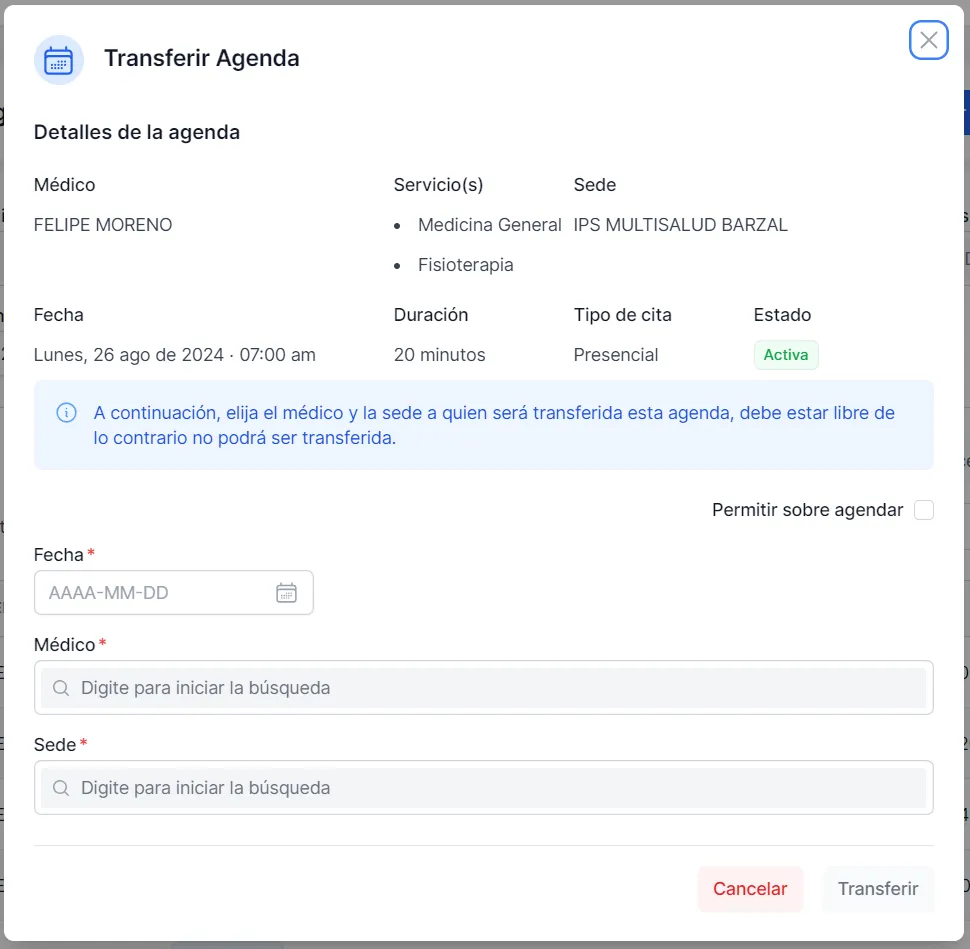 Transferir Agenda
Detalles de la agenda
Médico
Servicio(s)
Sede
FELIPE MORENO
• Medicina General
IPS MULTISALUD BARZAL
• Fisioterapia
Fecha
Duración
Tipo de cita
Estado
Lunes, 26 ago de 2024 · 07:00 am
20 minutos
Presencial
Activa
A continuación, elija el médico y la sede a quien será transferida esta agenda, debe estar libre de
lo contrario no podrá ser transferida.
Permitir sobre agendar
Fecha *
AAAA-MM-DD
Médico *
Digite para iniciar la búsqueda
Sede *
Digite para iniciar la búsqueda
Cancelar
Transferir